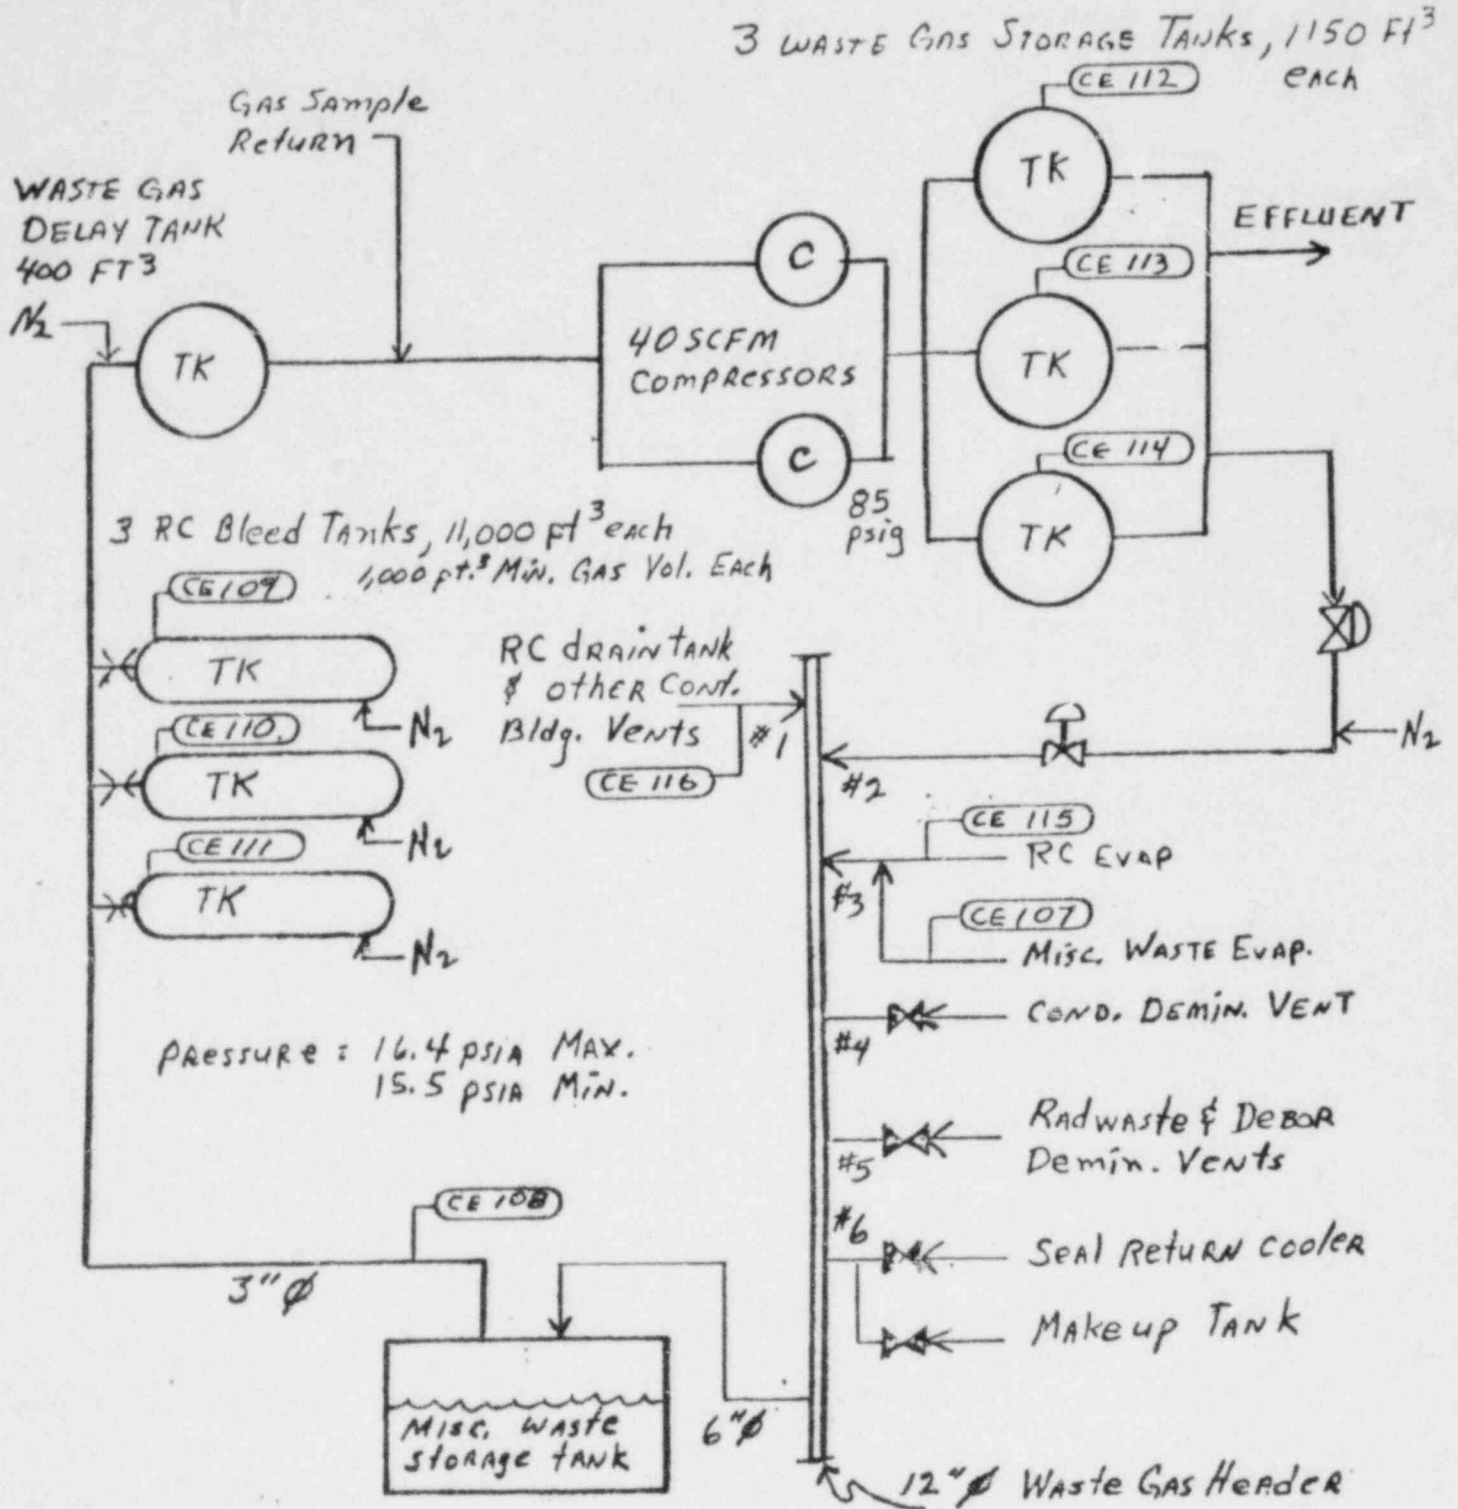 3 WASTE GAS STORAGE TANKS, 1150 Ft³
each
CE 112
Gas Sample
Return
WASTE GAS
DELAY TANK
400 FT³
N₂
TK
TK
EFFLUENT
C
CE 113
40 SCFM
COMPRESSORS
TK
CE 114
C
85
psig
TK
3 RC Bleed Tanks, 11,000 ft³ each
1,000 ft.³ Min. Gas Vol. Each
CE 109
TK
N₂
CE 110
TK
N₂
CE 111
TK
N₂
RC drain tank
& other Cont.
Bldg. Vents
#1
CE 116
N₂
#2
CE 115
RC EVAP
#3
CE 107
Misc. WASTE EVAP.
COND. DEMIN. VENT
#4
Pressure: 16.4 PSIA MAX.
15.5 PSIA MIN.
Radwaste & DEBOR
Demin. Vents
#5
CE 108
#6
Seal Return cooler
3"Ø
Makeup TANK
Misc. Waste
storage tank
6"Ø
12"Ø Waste Gas Header